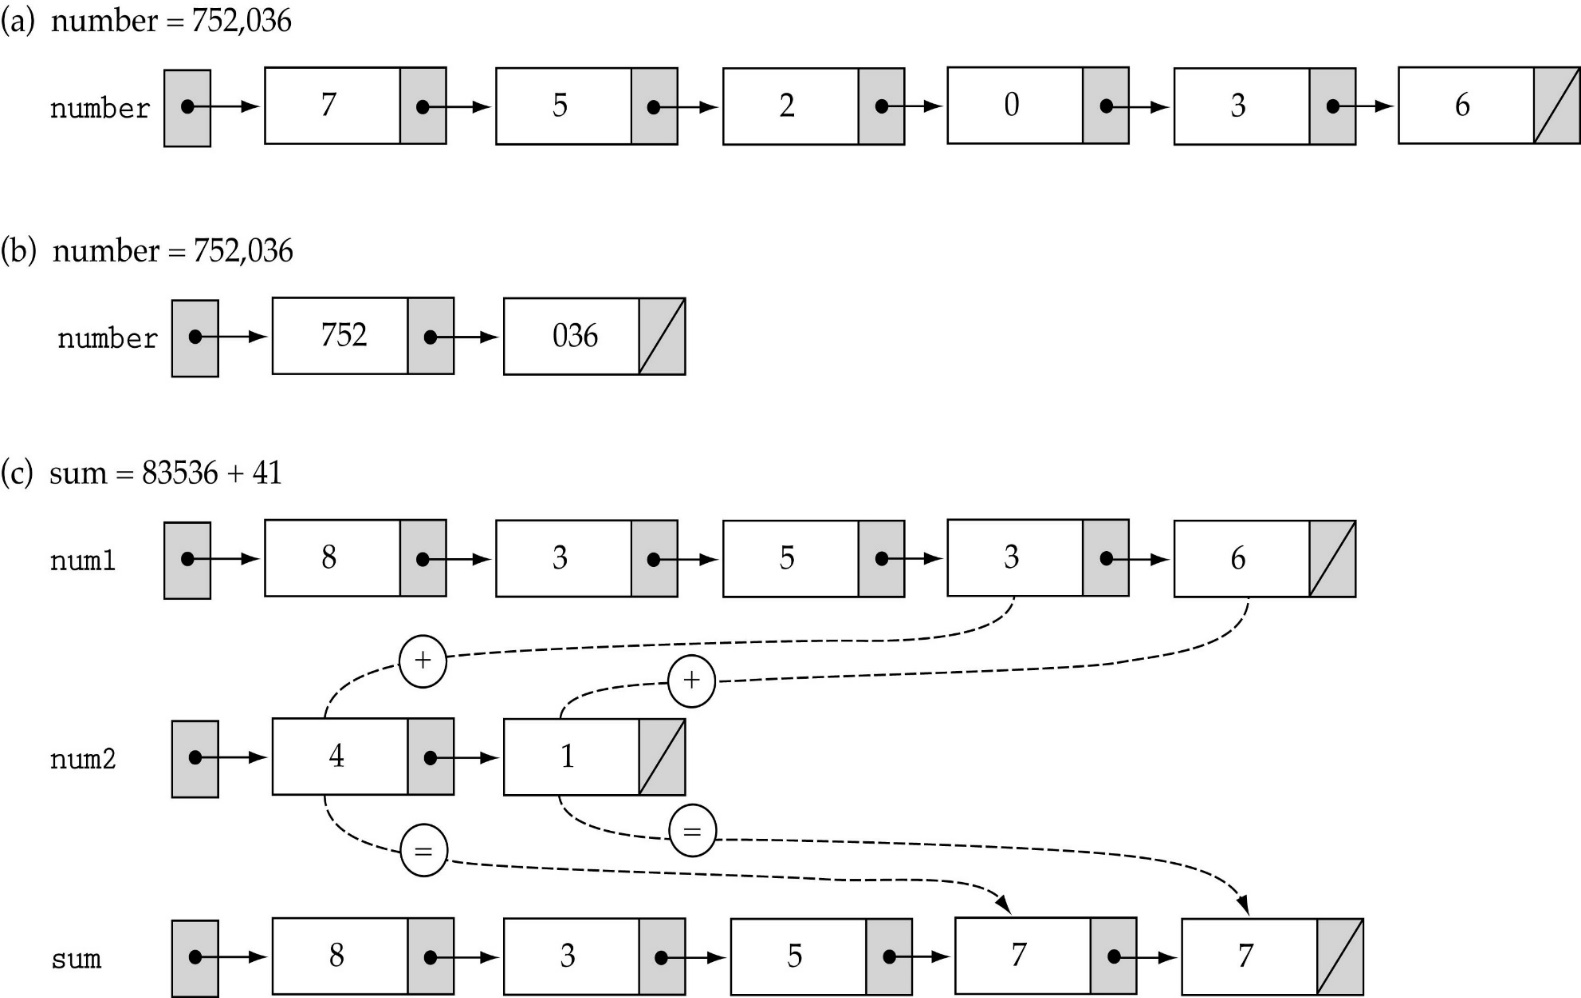 (a) number = 752,036
number 7 5 2 0 3 6
(b) number = 752,036
number 752 036
(c) sum = 83536 + 41
num1 8 3 5 3 6
+
+
num2 4 1
=
=
sum 8 3 5 7 7